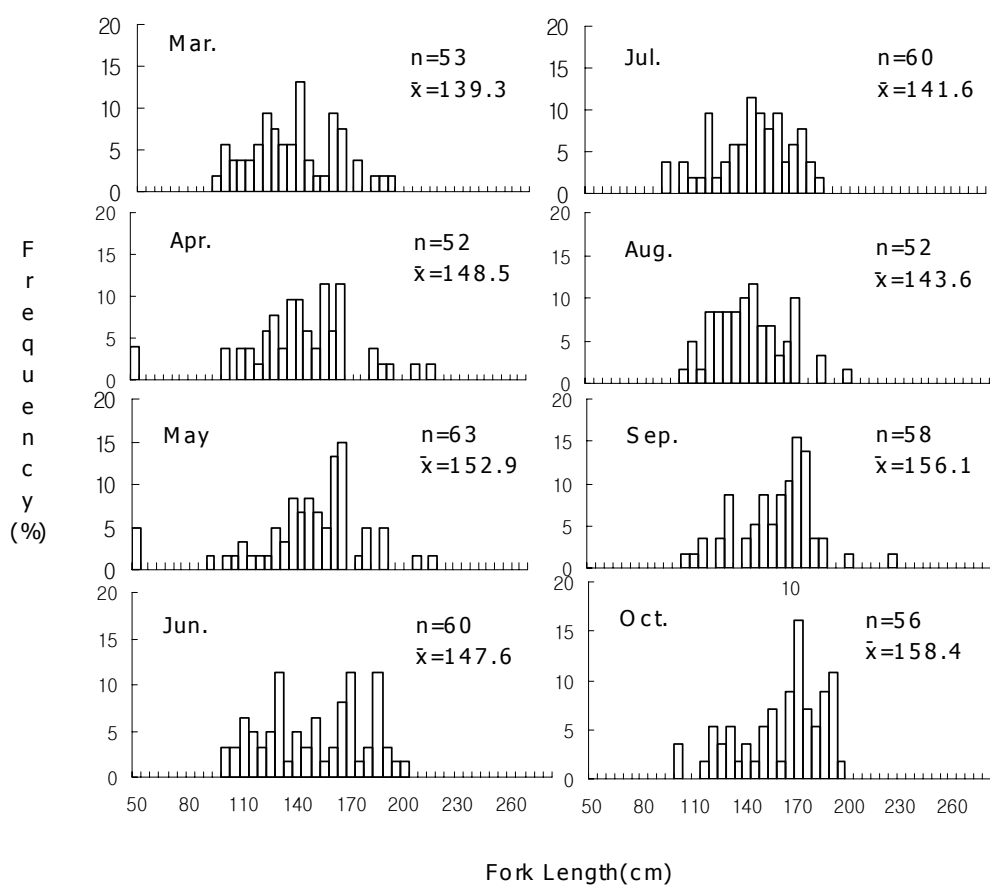 Frequency
(%)
20
15
10
5
0
Mar.
n=53
x̄=139.3
20
15
10
5
0
Apr.
n=52
x̄=148.5
20
15
10
5
0
May
n=63
x̄=152.9
20
15
10
5
0
Jun.
n=60
x̄=147.6
50 80 110 140 170 200 230 260
20
15
10
5
0
Jul.
n=60
x̄=141.6
20
15
10
5
0
Aug.
n=52
x̄=143.6
20
15
10
5
0
Sep.
n=58
x̄=156.1
10
20
15
10
5
0
Oct.
n=56
x̄=158.4
50 80 110 140 170 200 230 260
Fork Length(cm)